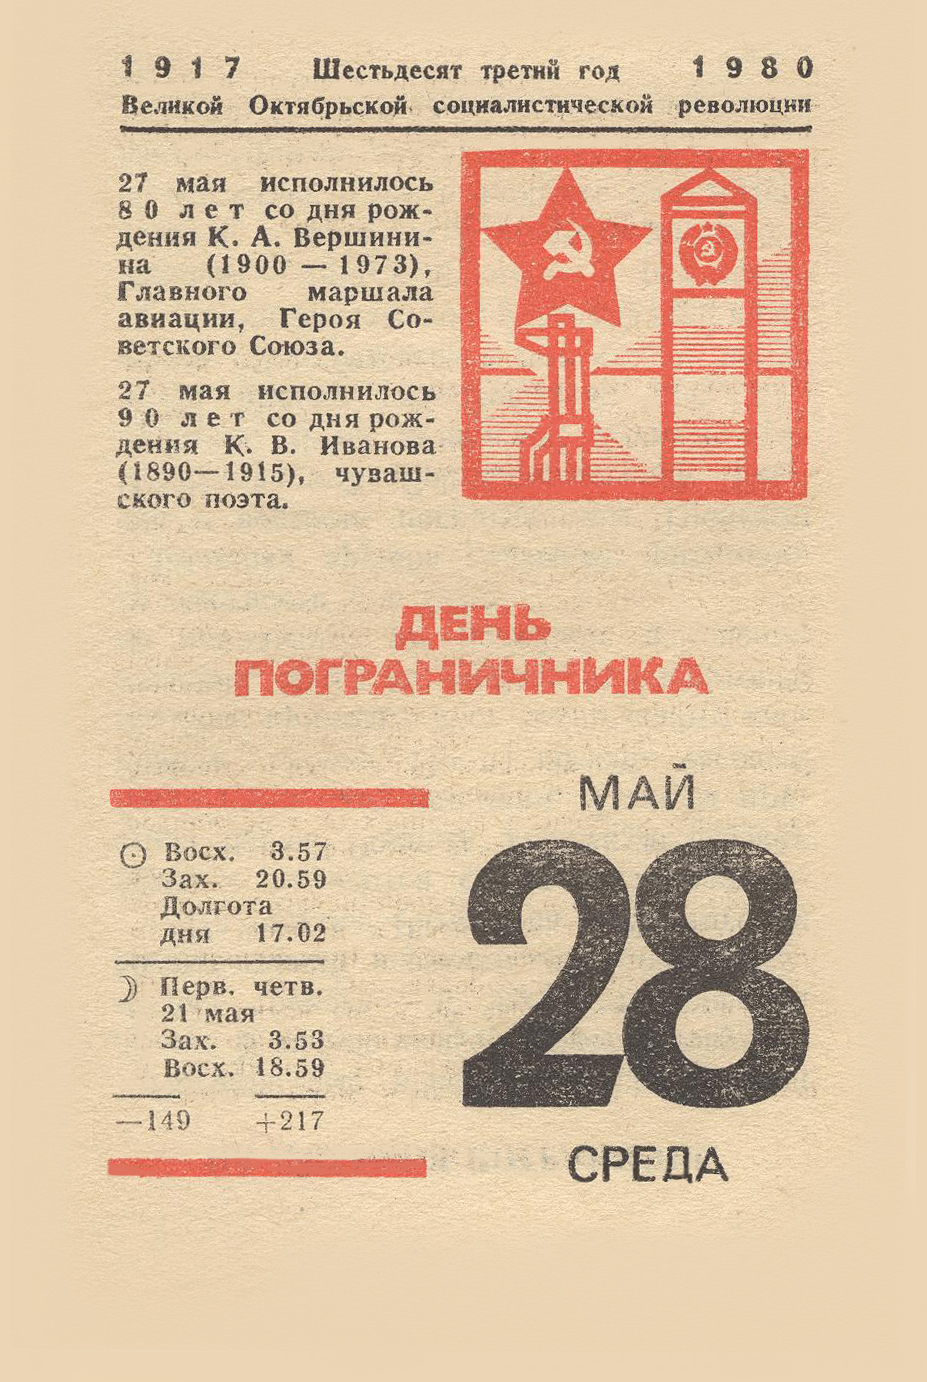 1917 Шестьдесят третий год 1980
Великой Октябрьской социалистической революции
27 мая исполнилось
80 лет со дня рож-
дения К. А. Вершини-
на (1900 — 1973),
Главного маршала
авиации, Героя Со-
ветского Союза.
27 мая исполнилось
90 лет со дня рож-
дения К. В. Иванова
(1890—1915), чуваш-
ского поэта.
ДЕНЬ
ПОГРАНИЧНИКА
МАЙ
28
СРЕДА
Восх. 3.57
Зах. 20.59
Долгота
дня 17.02
Перв. четв.
21 мая
Зах. 3.53
Восх. 18.59
—149 +217